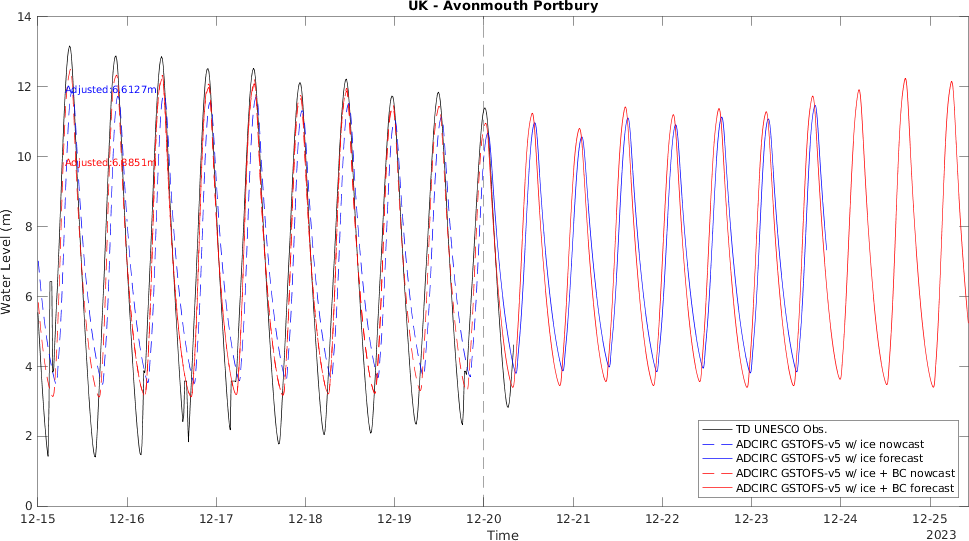 UK - Avonmouth Portbury
14
12
10
8
6
4
2
0
Water Level (m)
Adjusted:6.6127m
Adjusted:6.3851m
TD UNESCO Obs.
ADCIRC GSTOFS-v5 w/ ice nowcast
ADCIRC GSTOFS-v5 w/ ice forecast
ADCIRC GSTOFS-v5 w/ ice + BC nowcast
ADCIRC GSTOFS-v5 w/ ice + BC forecast
12-15 12-16 12-17 12-18 12-19 12-20 12-21 12-22 12-23 12-24 12-25
Time
2023